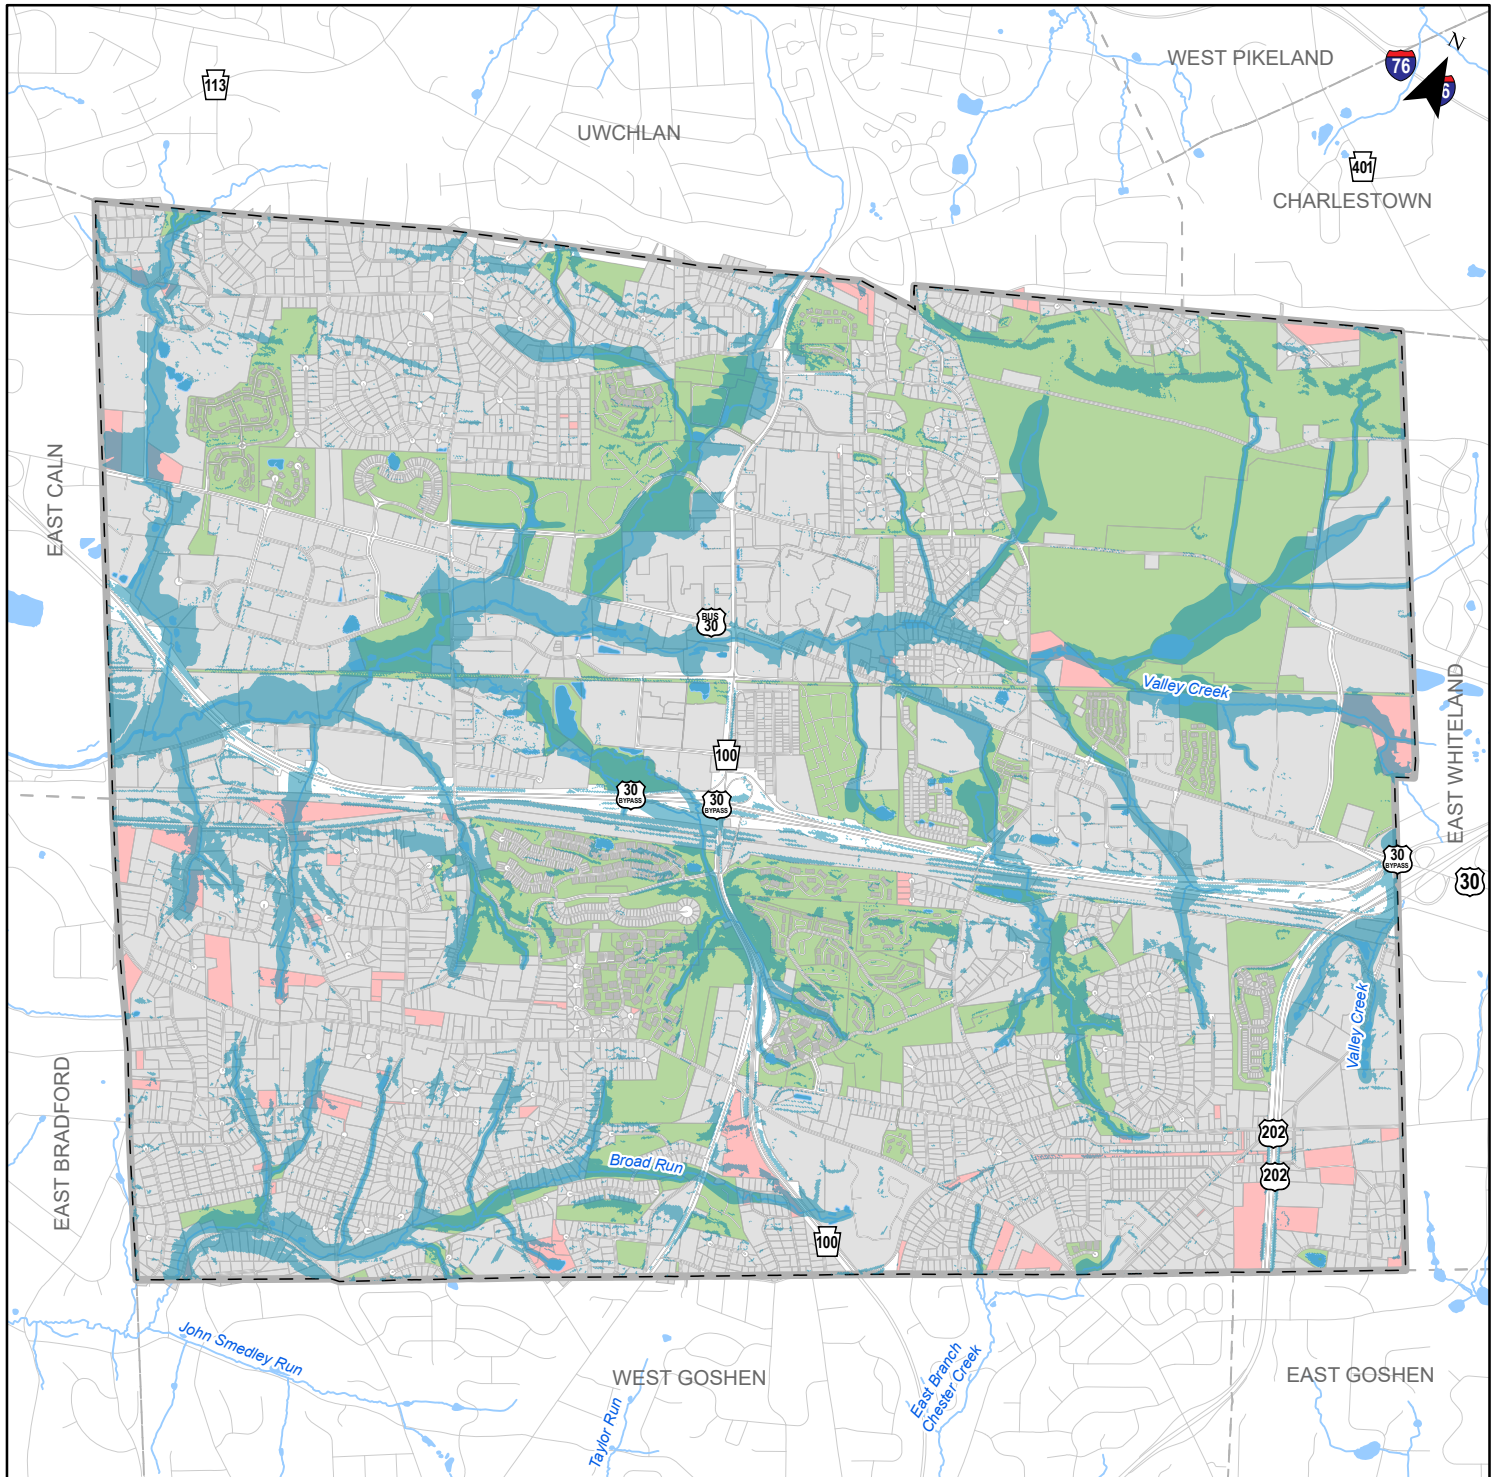 WEST PIKELAND
N
76
6
113
UWCHLAN
401
CHARLESTOWN
EAST CALN
BUS
30
Valley Creek
EAST WHITELAND
100
30
BYPASS
30
BYPASS
30
BYPASS
30
Valley Creek
EAST BRADFORD
202
Broad Run
202
100
John Smedley Run
WEST GOSHEN
East Branch
Chester Creek
EAST GOSHEN
Taylor Run